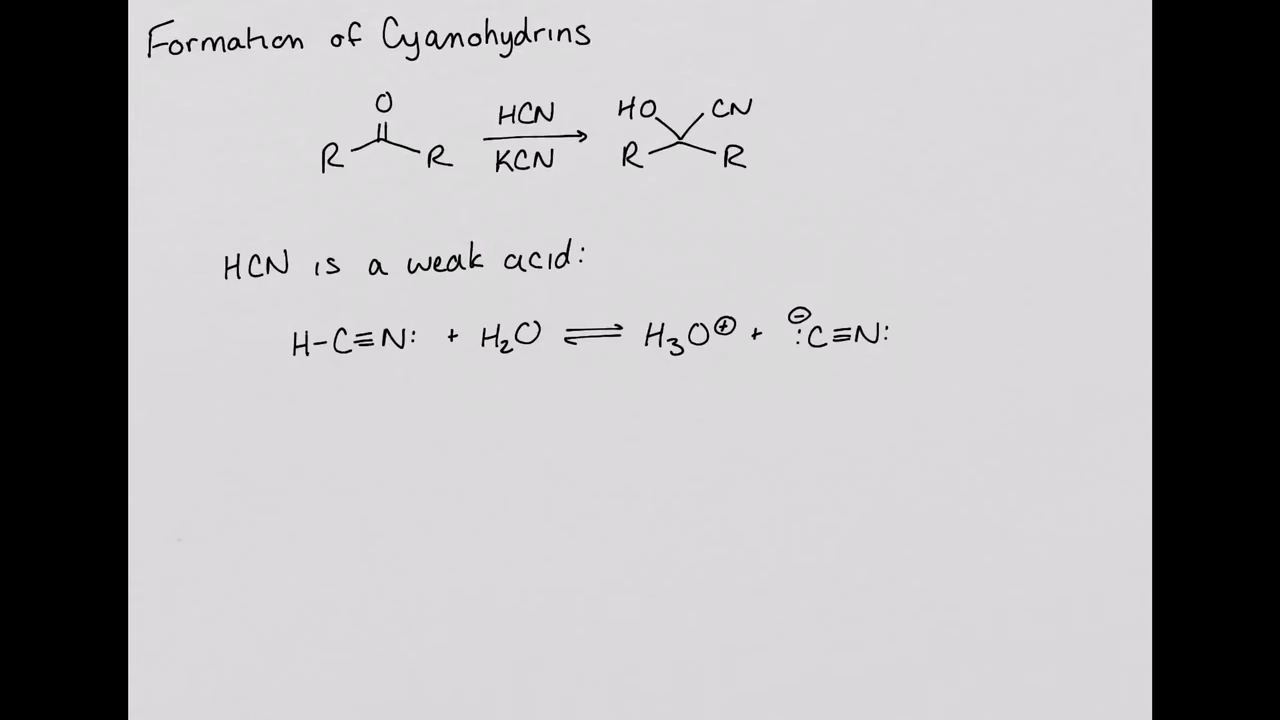 Formation of Cyanohydrins
O
R R
HCN
KCN
HO CN
R R
HCN is a weak acid:
H-C≡N: + H₂O ⇌ H₃O⊕ + ⊖:C≡N: